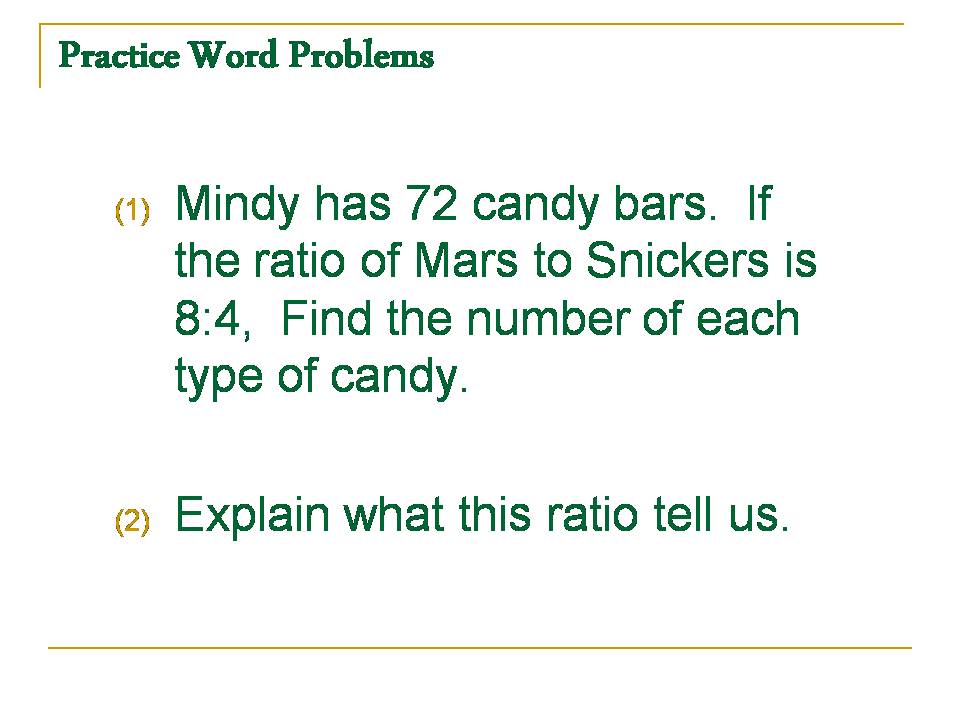 Practice Word Problems
(1) Mindy has 72 candy bars.  If
the ratio of Mars to Snickers is
8:4,  Find the number of each
type of candy.
(2) Explain what this ratio tell us.